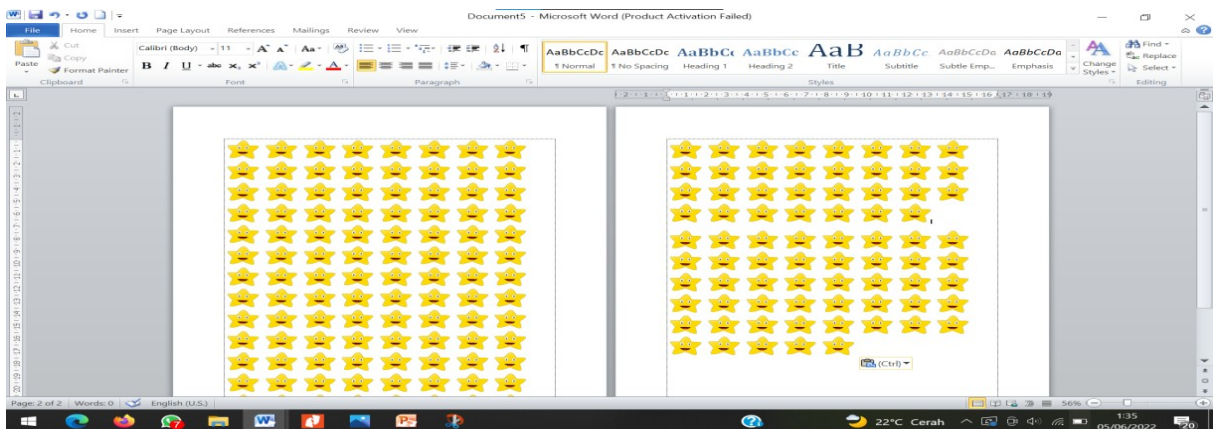 Document5 - Microsoft Word (Product Activation Failed)
File Home Insert Page Layout References Mailings Review View
Paste
Cut
Copy
Format Painter
Clipboard
Calibri (Body) 11
Font
Paragraph
AaBbCcDc AaBbCcDc AaBbCc AaBbCc AaB AaBbCc AaBbCcDa AaBbCcDa
¶ Normal ¶ No Spacing Heading 1 Heading 2 Title Subtitle Subtle Emp... Emphasis
Styles
Change Styles
Find
Replace
Select
Editing
(Ctrl)
Page: 2 of 2 Words: 0 English (U.S.)
56%
22°C Cerah
1:35
05/06/2022
20